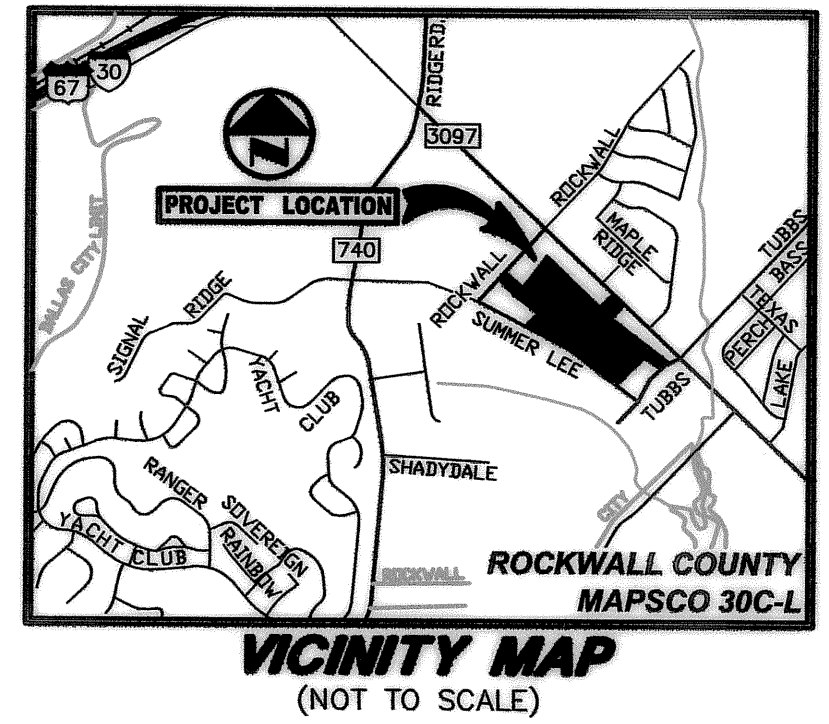 67
30
RIDGE RD.
3097
ROCKWALL
N
PROJECT LOCATION
740
MAPLE
RIDGE
TUBBS
BASS
DALLAS CITY LIMIT
SIGNAL
RIDGE
ROCKWALL
SUMMER LEE
TEXAS
PERCH
LAKE
YACHT
CLUB
TUBBS
SHADYDALE
RANGER
SOVEREIGN
RAINBOW
YACHT CLUB
CITY
ROCKWALL
ROCKWALL COUNTY
MAPSCO 30C-L
VICINITY MAP
(NOT TO SCALE)